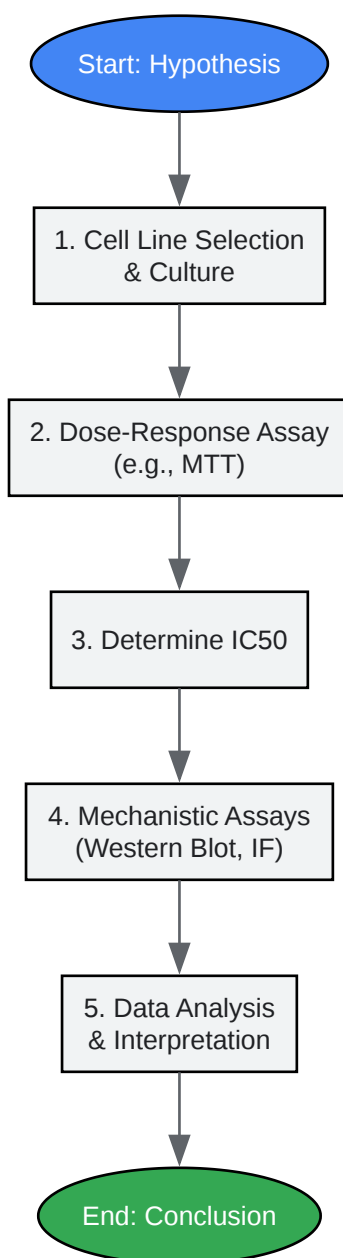 Start: Hypothesis
1. Cell Line Selection
& Culture
2. Dose-Response Assay
(e.g., MTT)
3. Determine IC50
4. Mechanistic Assays
(Western Blot, IF)
5. Data Analysis
& Interpretation
End: Conclusion